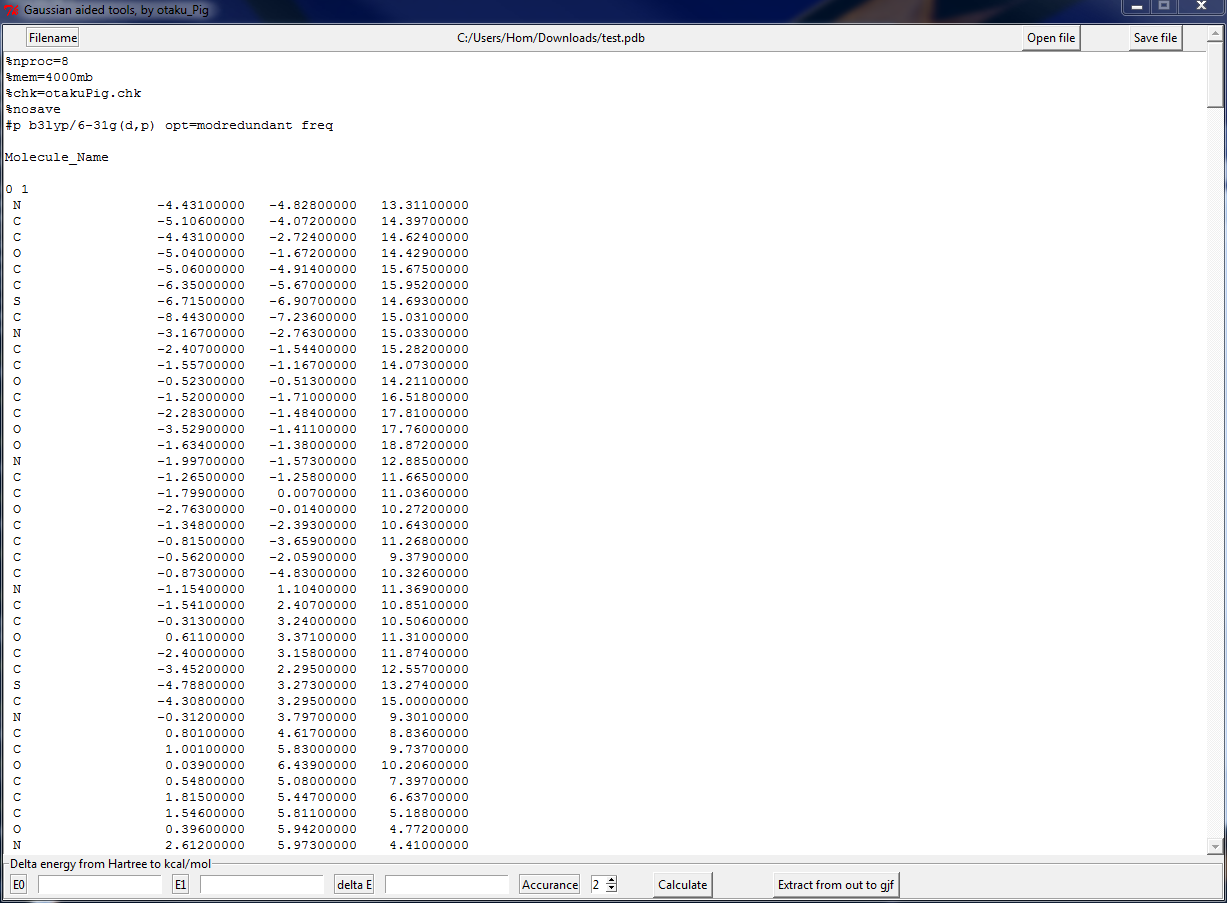 Gaussian aided tools, by otaku_Pig
Filename C:/Users/Hom/Downloads/test.pdb Open file Save file
%nproc=8
%mem=4000mb
%chk=otakuPig.chk
%nosave
#p b3lyp/6-31g(d,p) opt=modredundant freq
Molecule_Name
0 1
N -4.43100000 -4.82800000 13.31100000
C -5.10600000 -4.07200000 14.39700000
C -4.43100000 -2.72400000 14.62400000
O -5.04000000 -1.67200000 14.42900000
C -5.06000000 -4.91400000 15.67500000
C -6.35000000 -5.67000000 15.95200000
S -6.71500000 -6.90700000 14.69300000
C -8.44300000 -7.23600000 15.03100000
N -3.16700000 -2.76300000 15.03300000
C -2.40700000 -1.54400000 15.28200000
C -1.55700000 -1.16700000 14.07300000
O -0.52300000 -0.51300000 14.21100000
C -1.52000000 -1.71000000 16.51800000
C -2.28300000 -1.48400000 17.81000000
O -3.52900000 -1.41100000 17.76000000
O -1.63400000 -1.38000000 18.87200000
N -1.99700000 -1.57300000 12.88500000
C -1.26500000 -1.25800000 11.66500000
C -1.79900000 0.00700000 11.03600000
O -2.76300000 -0.01400000 10.27200000
C -1.34800000 -2.39300000 10.64300000
C -0.81500000 -3.65900000 11.26800000
C -0.56200000 -2.05900000 9.37900000
C -0.87300000 -4.83000000 10.32600000
N -1.15400000 1.10400000 11.36900000
C -1.54100000 2.40700000 10.85100000
C -0.31300000 3.24000000 10.50600000
O 0.61100000 3.37100000 11.31000000
C -2.40000000 3.15800000 11.87400000
C -3.45200000 2.29500000 12.55700000
S -4.78800000 3.27300000 13.27400000
C -4.30800000 3.29500000 15.00000000
N -0.31200000 3.79700000 9.30100000
C 0.80100000 4.61700000 8.83600000
C 1.00100000 5.83000000 9.73700000
O 0.03900000 6.43900000 10.20600000
C 0.54800000 5.08000000 7.39700000
C 1.81500000 5.44700000 6.63700000
C 1.54600000 5.81100000 5.18800000
O 0.39600000 5.94200000 4.77200000
N 2.61200000 5.97300000 4.41000000
Delta energy from Hartree to kcal/mol
E0 E1 delta E Accurance 2 Calculate Extract from out to gjf